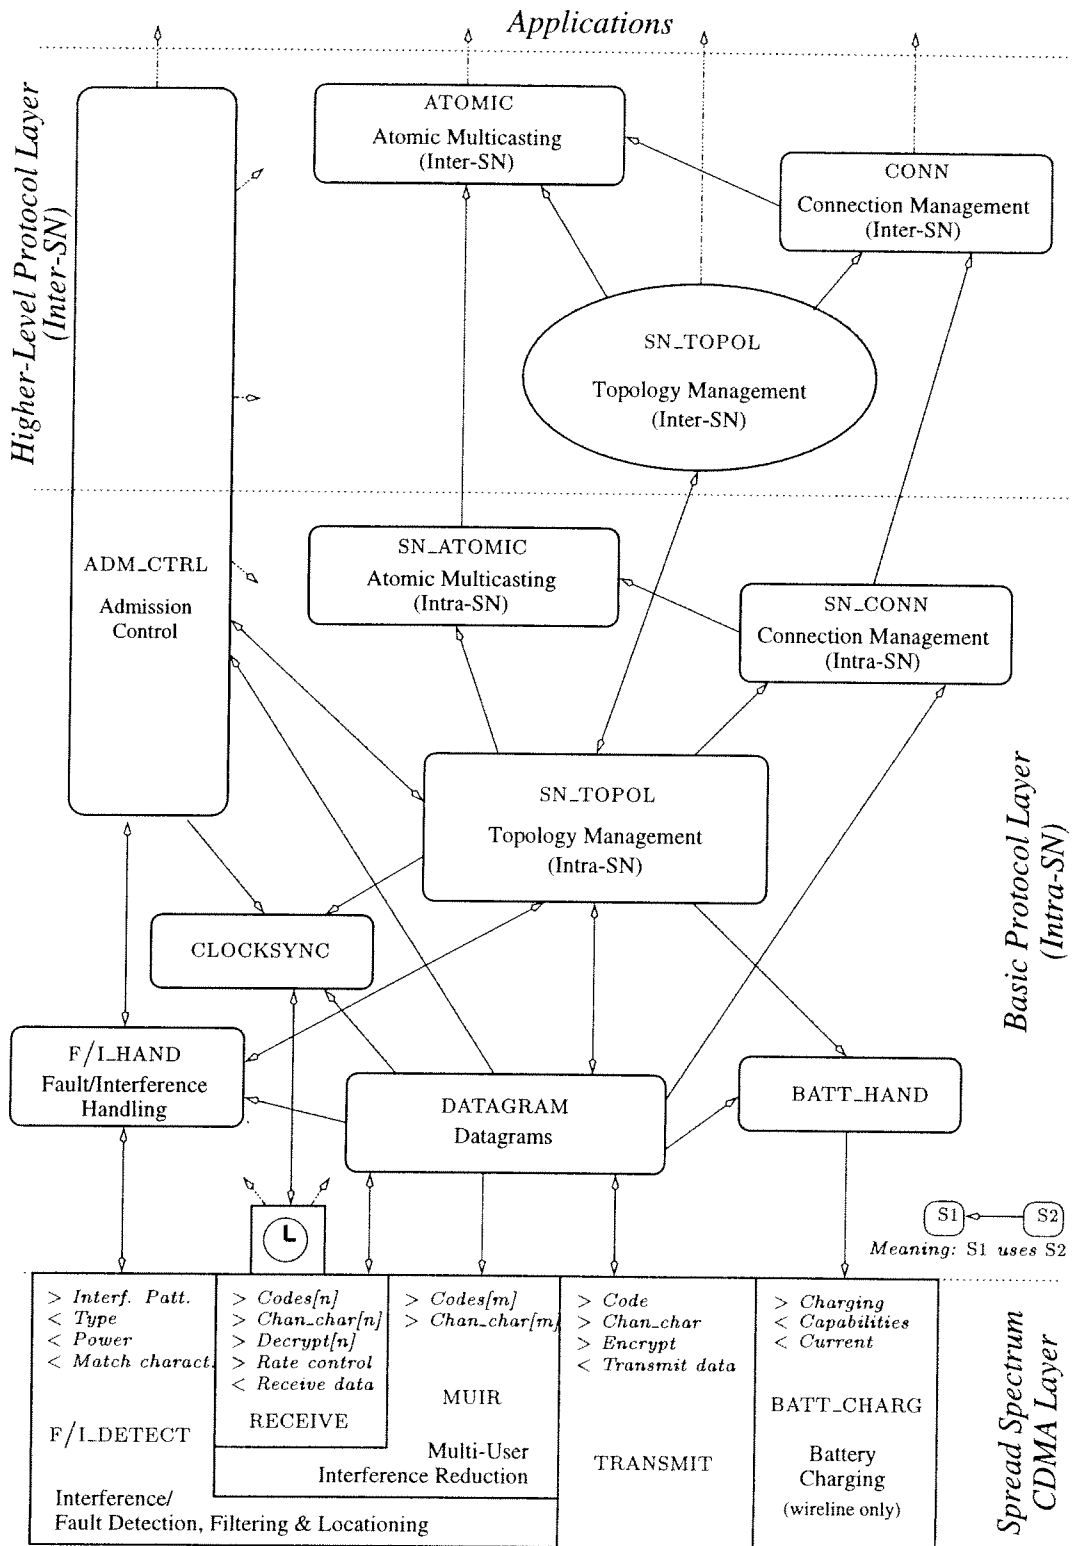 Applications
Higher-Level Protocol Layer
(Inter-SN)
ATOMIC
Atomic Multicasting
(Inter-SN)
CONN
Connection Management
(Inter-SN)
SN_TOPOL
Topology Management
(Inter-SN)
ADM_CTRL
Admission
Control
SN_ATOMIC
Atomic Multicasting
(Intra-SN)
SN_CONN
Connection Management
(Intra-SN)
SN_TOPOL
Topology Management
(Intra-SN)
Basic Protocol Layer
(Intra-SN)
CLOCKSYNC
F/I_HAND
Fault/Interference
Handling
DATAGRAM
Datagrams
BATT_HAND
S1
S2
Meaning: S1 uses S2
> Interf. Patt.
< Type
< Power
< Match charact.
F/I_DETECT
Interference/
Fault Detection, Filtering & Locationing
> Codes[n]
> Chan_char[n]
> Decrypt[n]
> Rate control
< Receive data
RECEIVE
> Codes[m]
> Chan_char[m]
MUIR
Multi-User
Interference Reduction
> Code
> Chan_char
> Encrypt
< Transmit data
TRANSMIT
> Charging
< Capabilities
< Current
BATT_CHARG
Battery
Charging
(wireline only)
Spread Spectrum
CDMA Layer